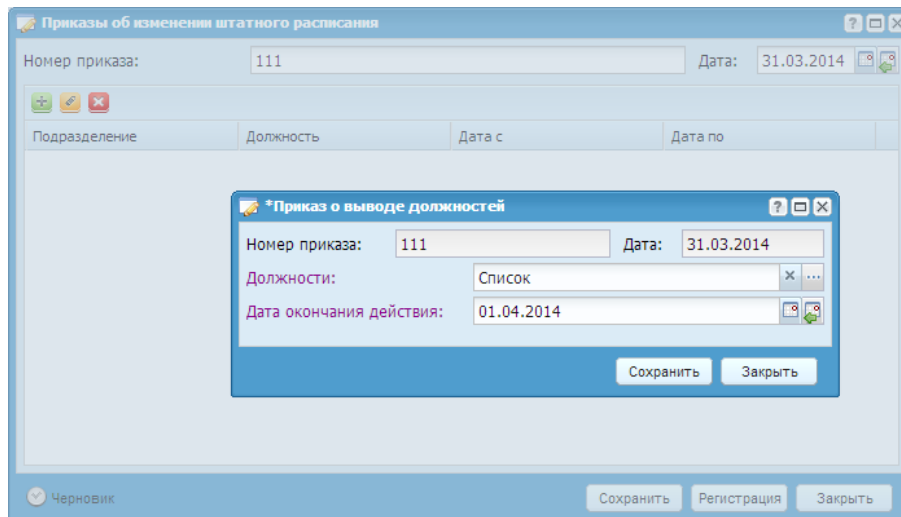 Приказы об изменении штатного расписания
Номер приказа: 111 Дата: 31.03.2014
Подразделение Должность Дата с Дата по
*Приказ о выводе должностей
Номер приказа: 111 Дата: 31.03.2014
Должности: Список
Дата окончания действия: 01.04.2014
Сохранить Закрыть
Черновик Сохранить Регистрация Закрыть